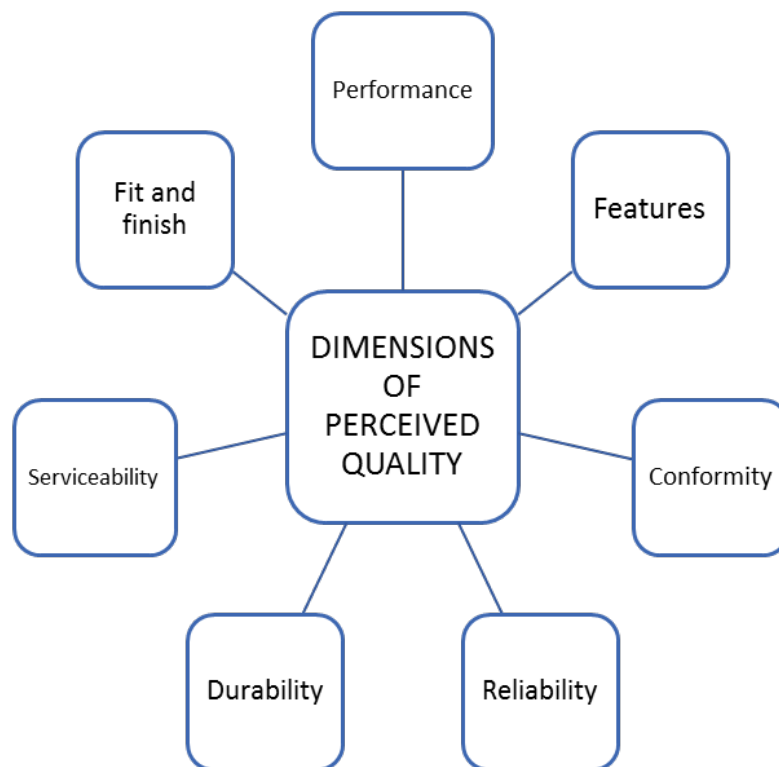 Performance
Fit and
finish
Features
DIMENSIONS
OF
PERCEIVED
QUALITY
Serviceability
Conformity
Durability
Reliability